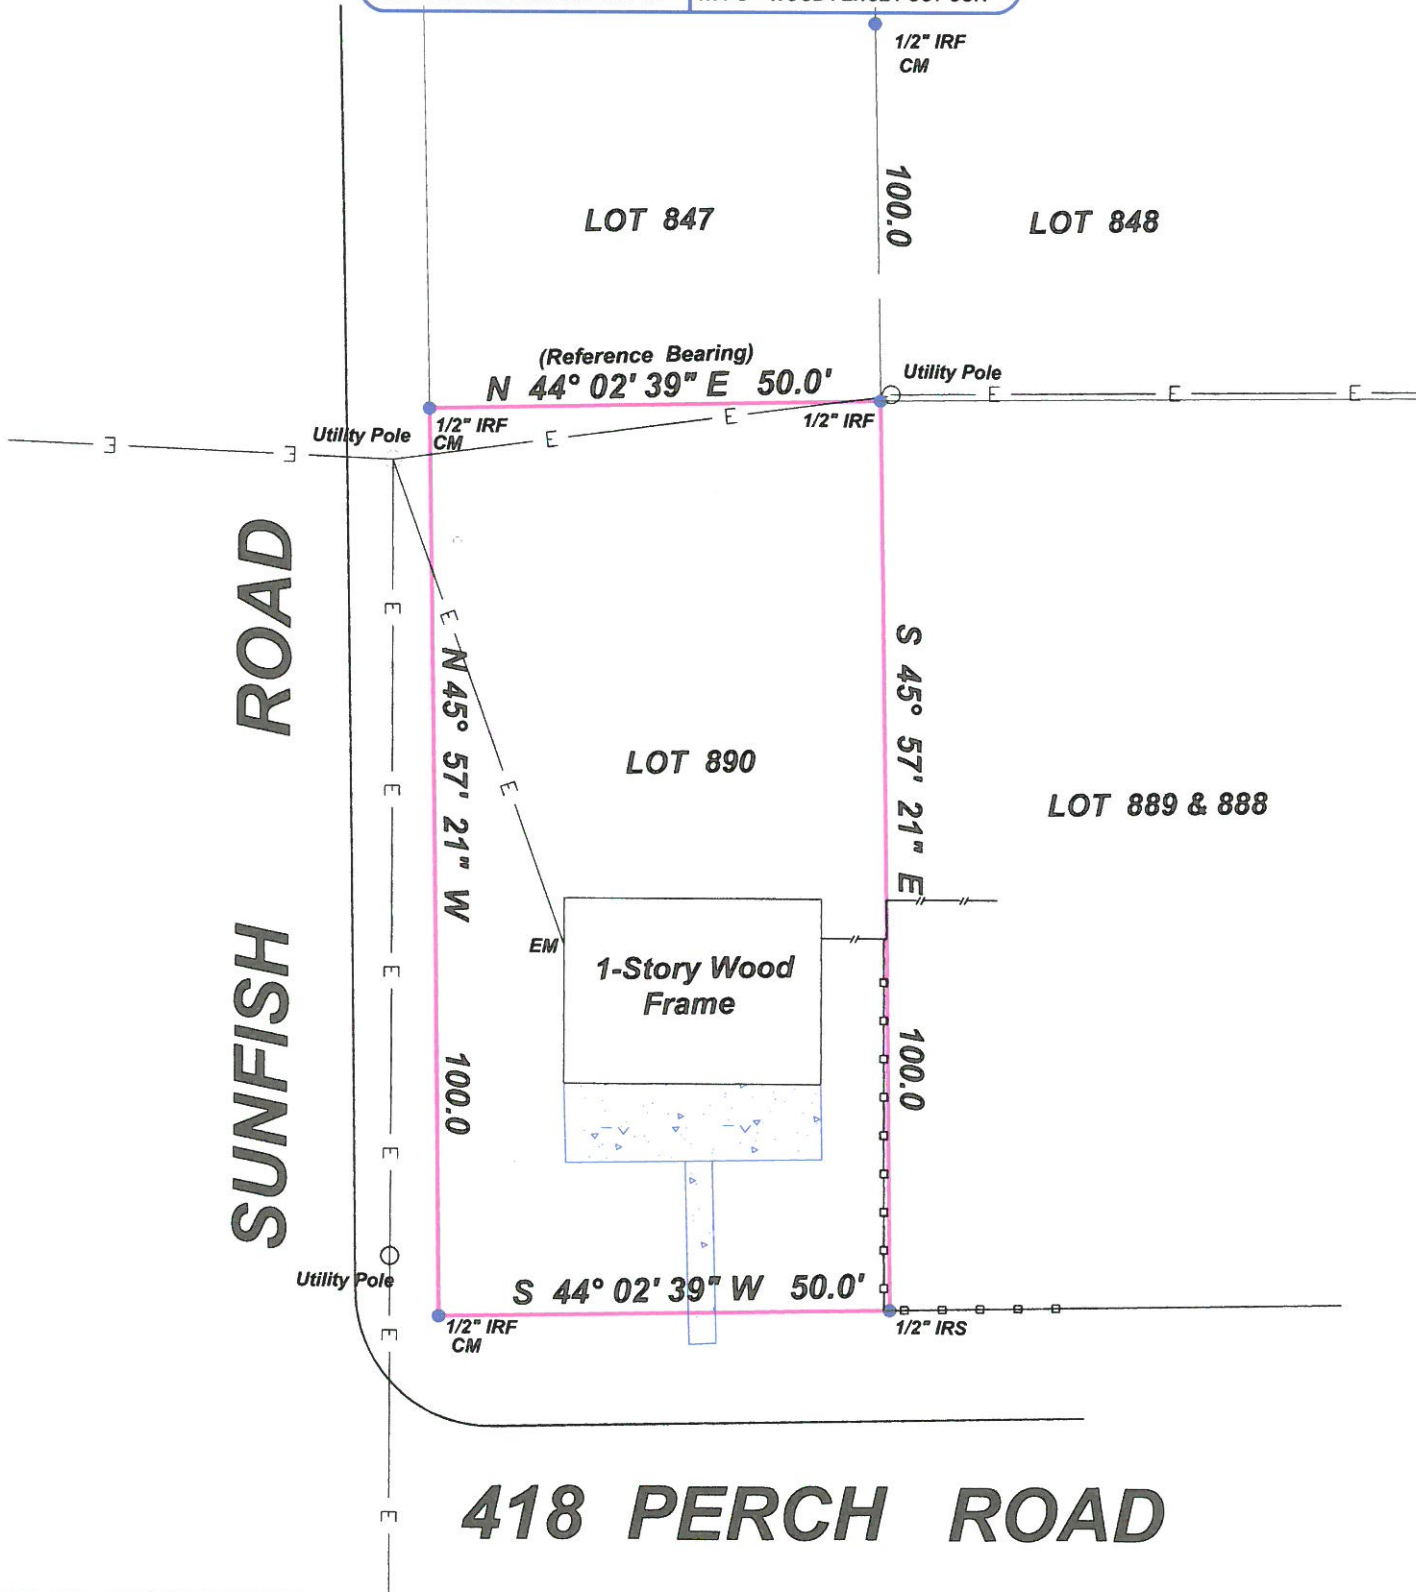 1/2" IRF
CM
100.0
LOT 847
LOT 848
(Reference Bearing)
N 44° 02' 39" E 50.0'
Utility Pole
E E E
1/2" IRF
CM
1/2" IRF
Utility Pole
E E
E E
ROAD
SUNFISH
E
E
E
E
E
E
N 45° 57' 21" W
100.0
E
E
S 45° 57' 21" E
100.0
LOT 890
LOT 889 & 888
EM
1-Story Wood
Frame
Utility Pole
S 44° 02' 39" W 50.0'
1/2" IRF
CM
1/2" IRS
418 PERCH ROAD